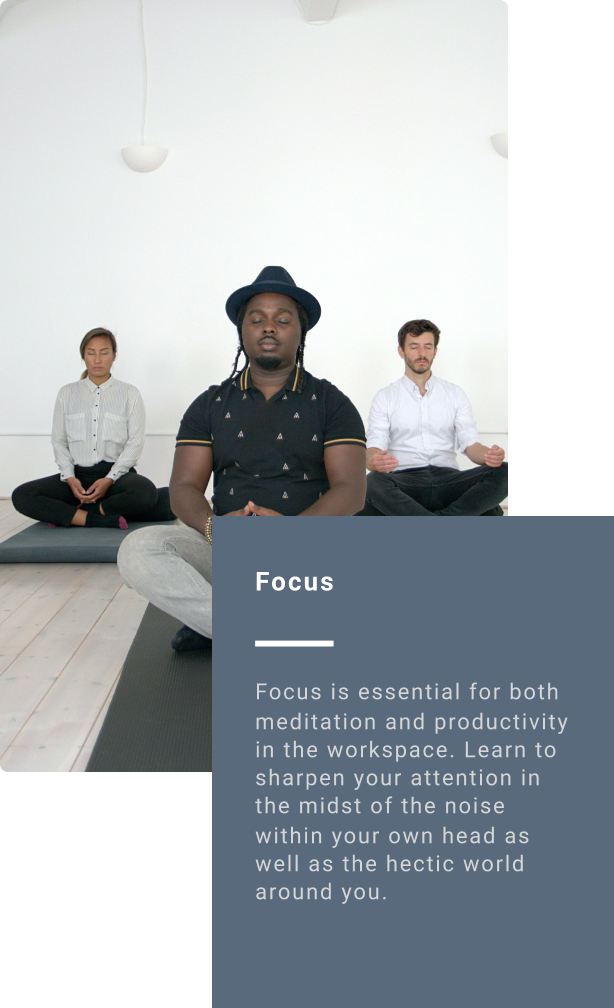 Focus
Focus is essential for both
meditation and productivity
in the workspace. Learn to
sharpen your attention in
the midst of the noise
within your own head as
well as the hectic world
around you.